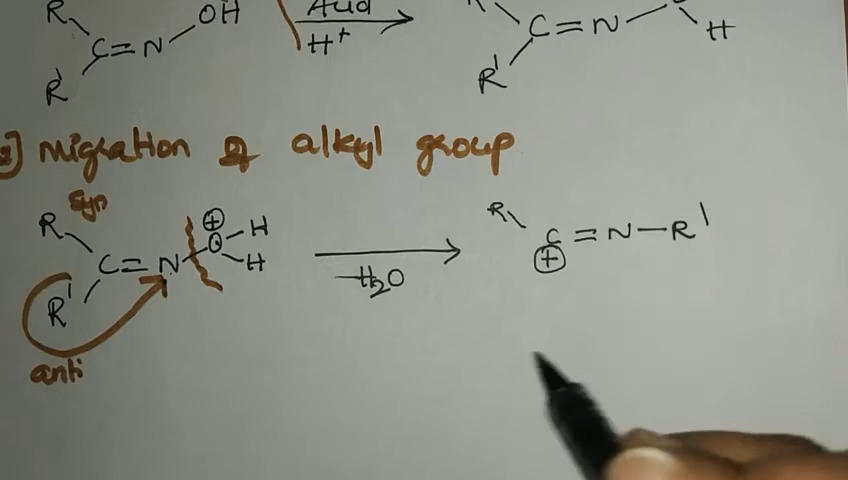 R OH Acid R
C=N H+ C=N H
R' R'
2] Migration of alkyl group
Syn
R ⊕ H R
C=N-O H -H₂O C=N-R'
R' ⊕
anti